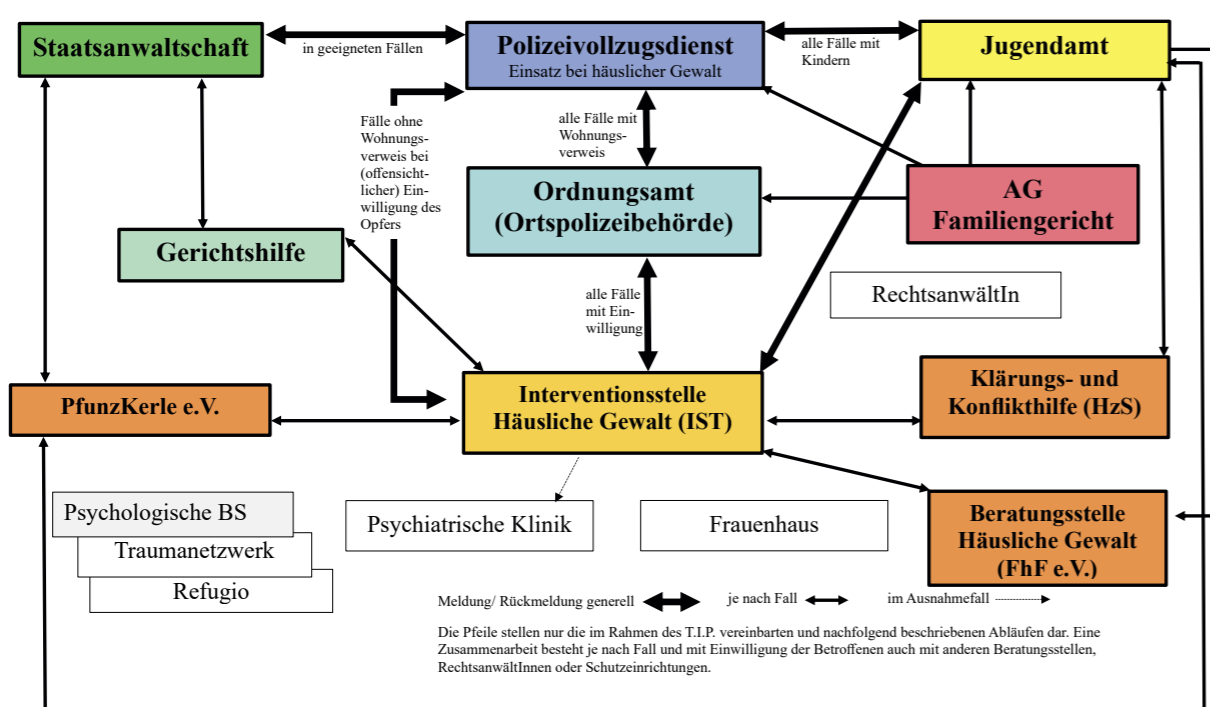 Staatsanwaltschaft
in geeigneten Fällen
Polizeivollzugsdienst
Einsatz bei häuslicher Gewalt
alle Fälle mit
Kindern
Jugendamt
Fälle ohne
Wohnungs-
verweis bei
(offensicht-
licher) Ein-
willigung des
Opfers
alle Fälle mit
Wohnungs-
verweis
Ordnungsamt
(Ortspolizeibehörde)
AG
Familiengericht
Gerichtshilfe
alle Fälle
mit Ein-
willigung
RechtsanwältIn
PfunzKerle e.V.
Interventionsstelle
Häusliche Gewalt (IST)
Klärungs- und
Konflikthilfe (HzS)
Psychologische BS
Traumanetzwerk
Refugio
Psychiatrische Klinik
Frauenhaus
Beratungsstelle
Häusliche Gewalt
(FhF e.V.)
Meldung/ Rückmeldung generell
je nach Fall
im Ausnahmefall
Die Pfeile stellen nur die im Rahmen des T.I.P. vereinbarten und nachfolgend beschriebenen Abläufen dar. Eine
Zusammenarbeit besteht je nach Fall und mit Einwilligung der Betroffenen auch mit anderen Beratungsstellen,
RechtsanwältInnen oder Schutzeinrichtungen.